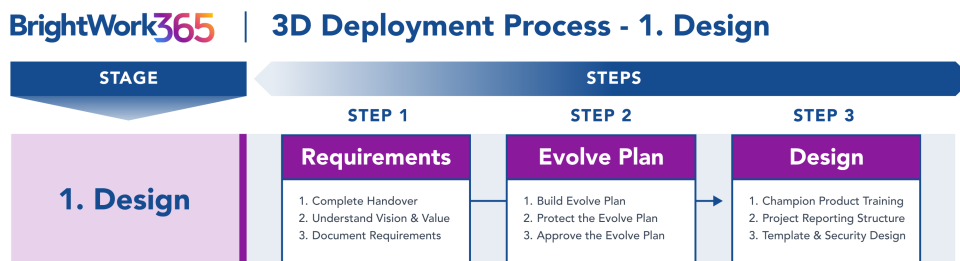 BrightWork365 | 3D Deployment Process - 1. Design
STAGE
STEPS
STEP 1
STEP 2
STEP 3
1. Design
Requirements
1. Complete Handover
2. Understand Vision & Value
3. Document Requirements
Evolve Plan
1. Build Evolve Plan
2. Protect the Evolve Plan
3. Approve the Evolve Plan
Design
1. Champion Product Training
2. Project Reporting Structure
3. Template & Security Design